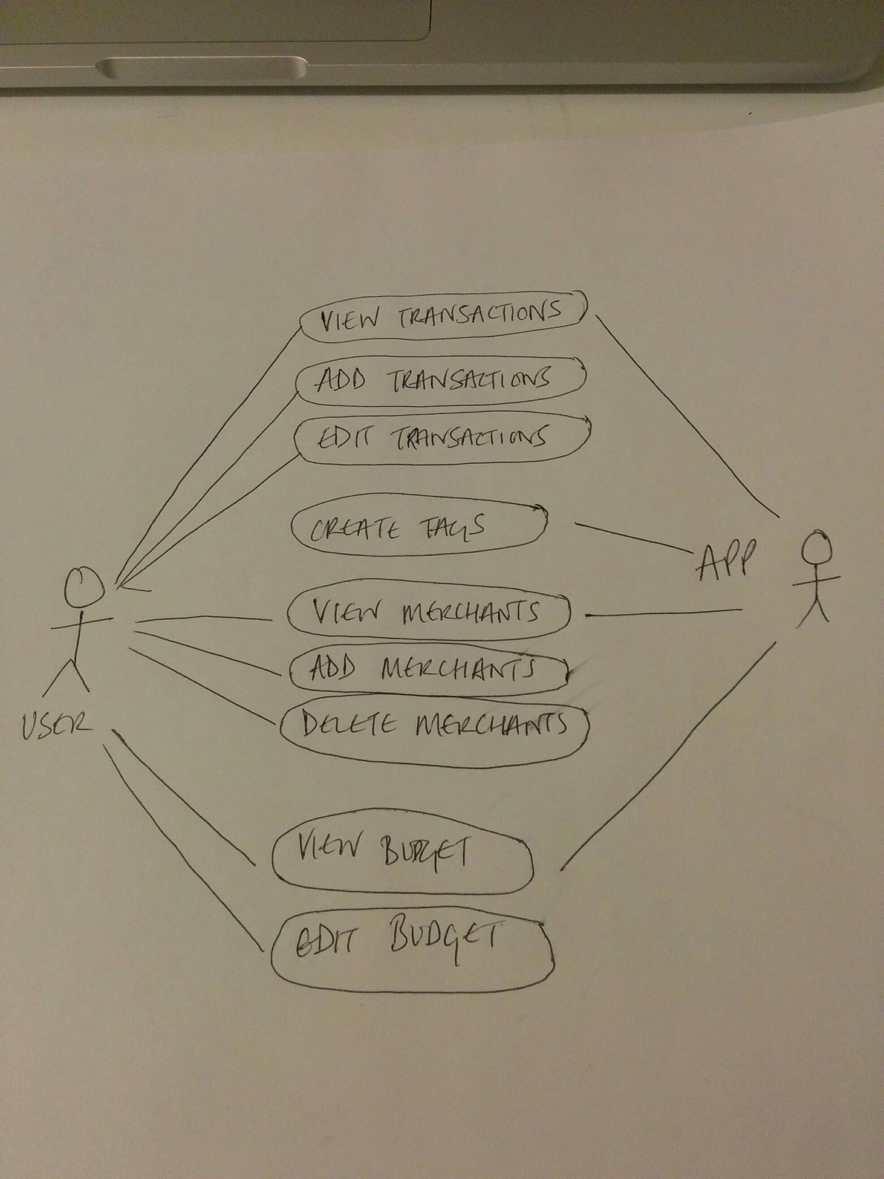 VIEW TRANSACTIONS
ADD TRANSACTIONS
EDIT TRANSACTIONS
CREATE TAGS
APP
VIEW MERCHANTS
ADD MERCHANTS
DELETE MERCHANTS
USER
VIEW BUDGET
EDIT BUDGET